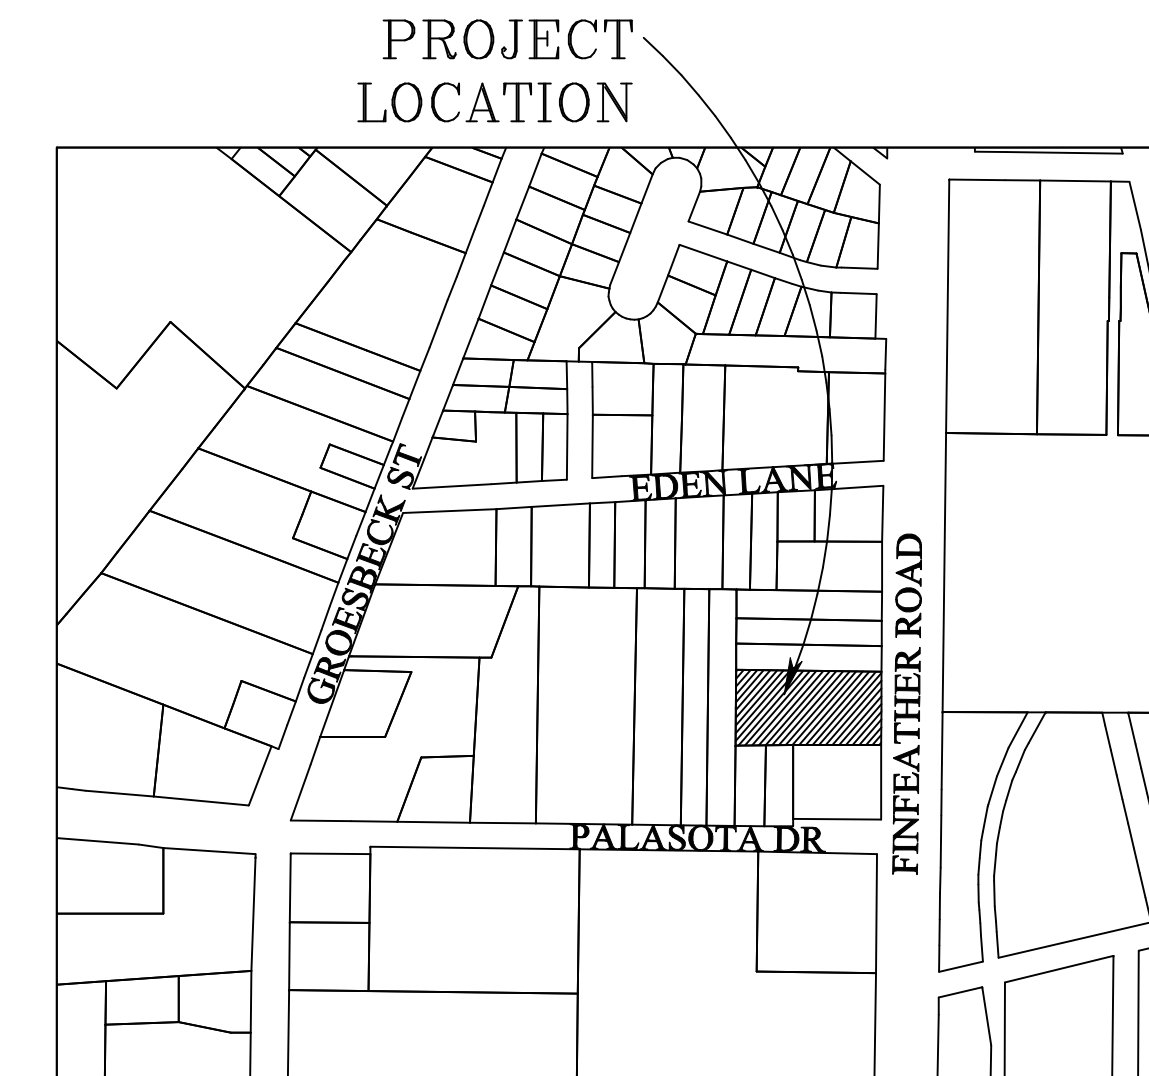 PROJECT
LOCATION
EDEN LANE
GROESBECK ST
FINFEATHER ROAD
PALASOTA DR